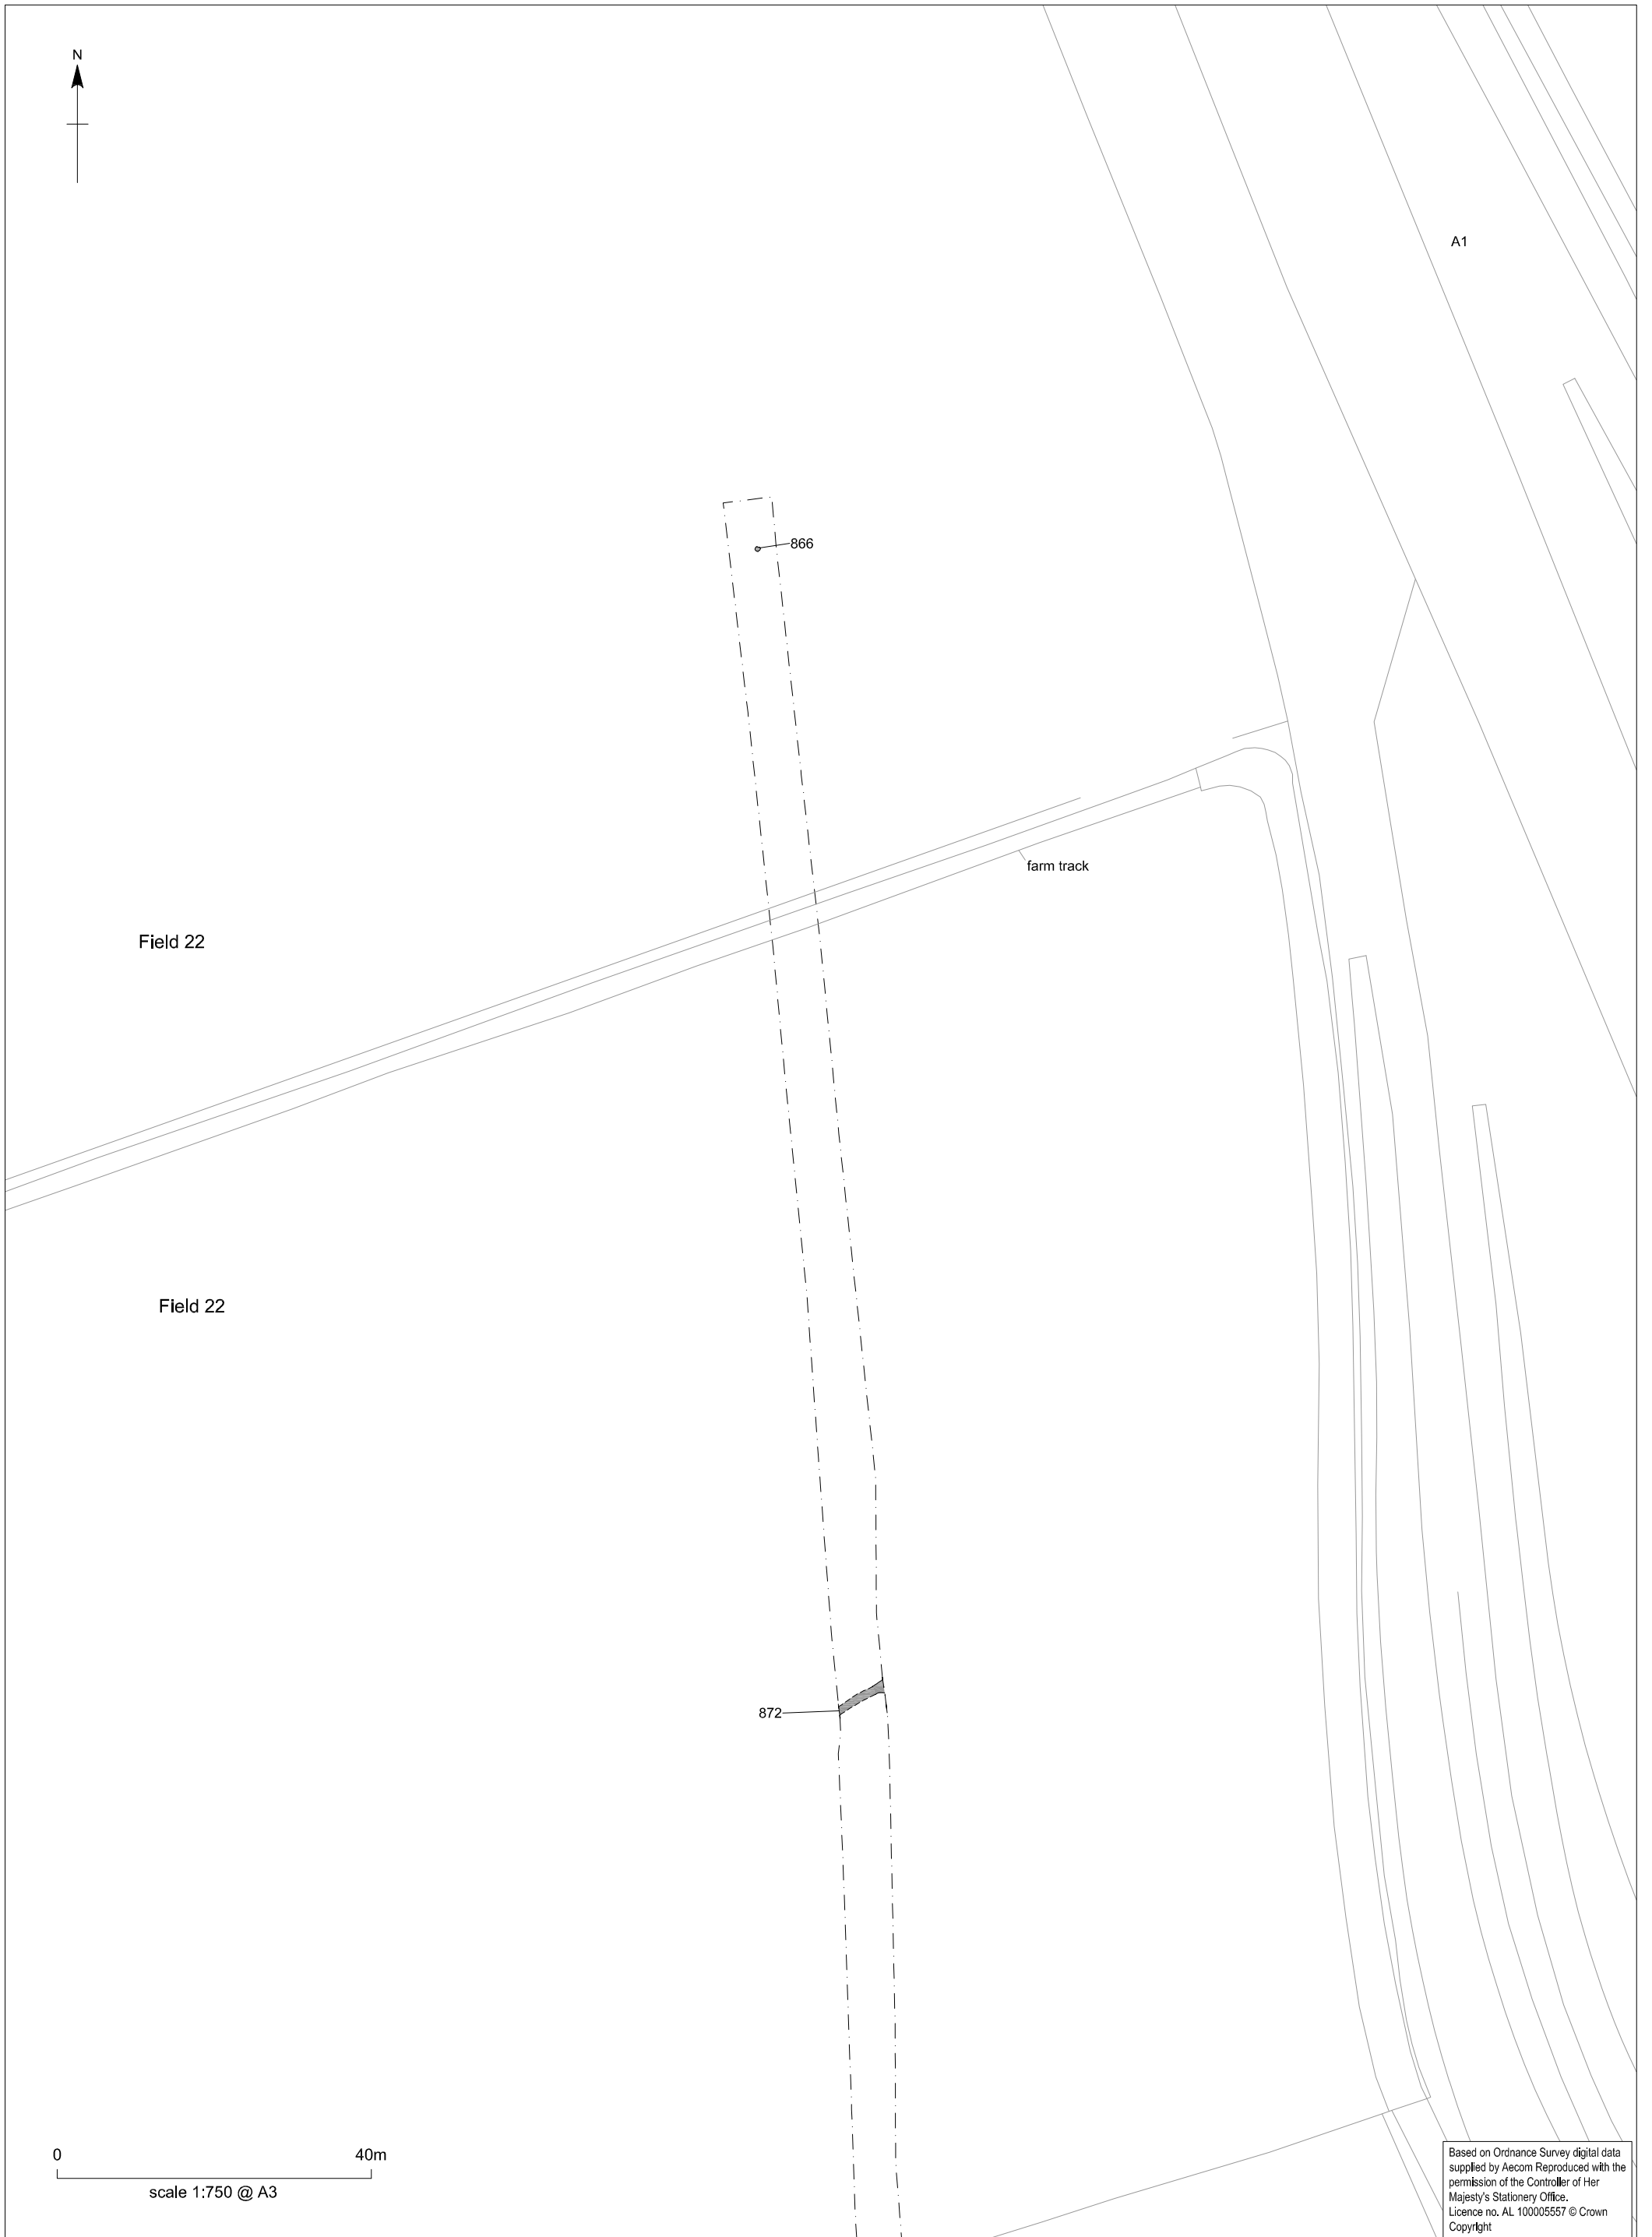 N
A1
866
farm track
Field 22
Field 22
872
0 40m
scale 1:750 @ A3
Based on Ordnance Survey digital data
supplied by Aecom Reproduced with the
permission of the Controller of Her
Majesty's Stationery Office.
Licence no. AL 100005557 © Crown
Copyright